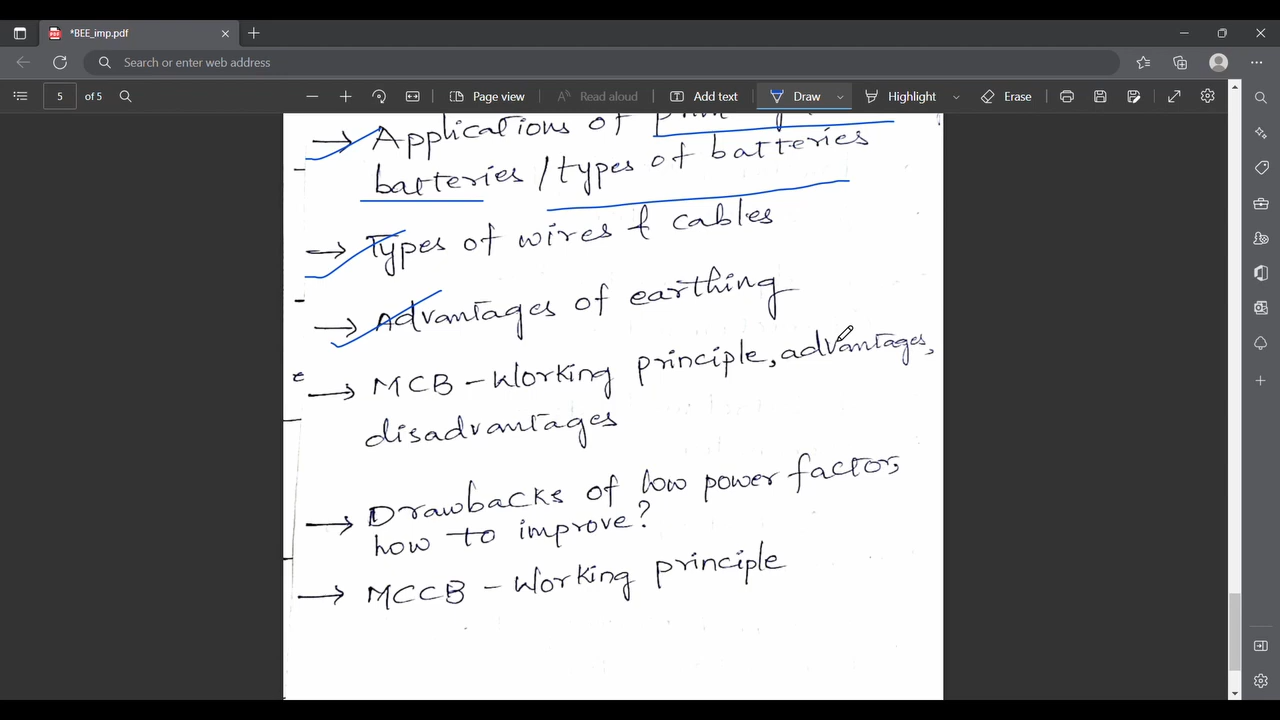 *BEE_imp.pdf
Search or enter web address
5 of 5 Page view Read aloud Add text Draw Highlight Erase
→ Applications of
batteries / types of batteries
→ Types of wires & cables
→ Advantages of earthing
→ MCB - Working principle, advantages,
disadvantages
→ Drawbacks of low power factor,
how to improve?
→ MCCB - Working principle